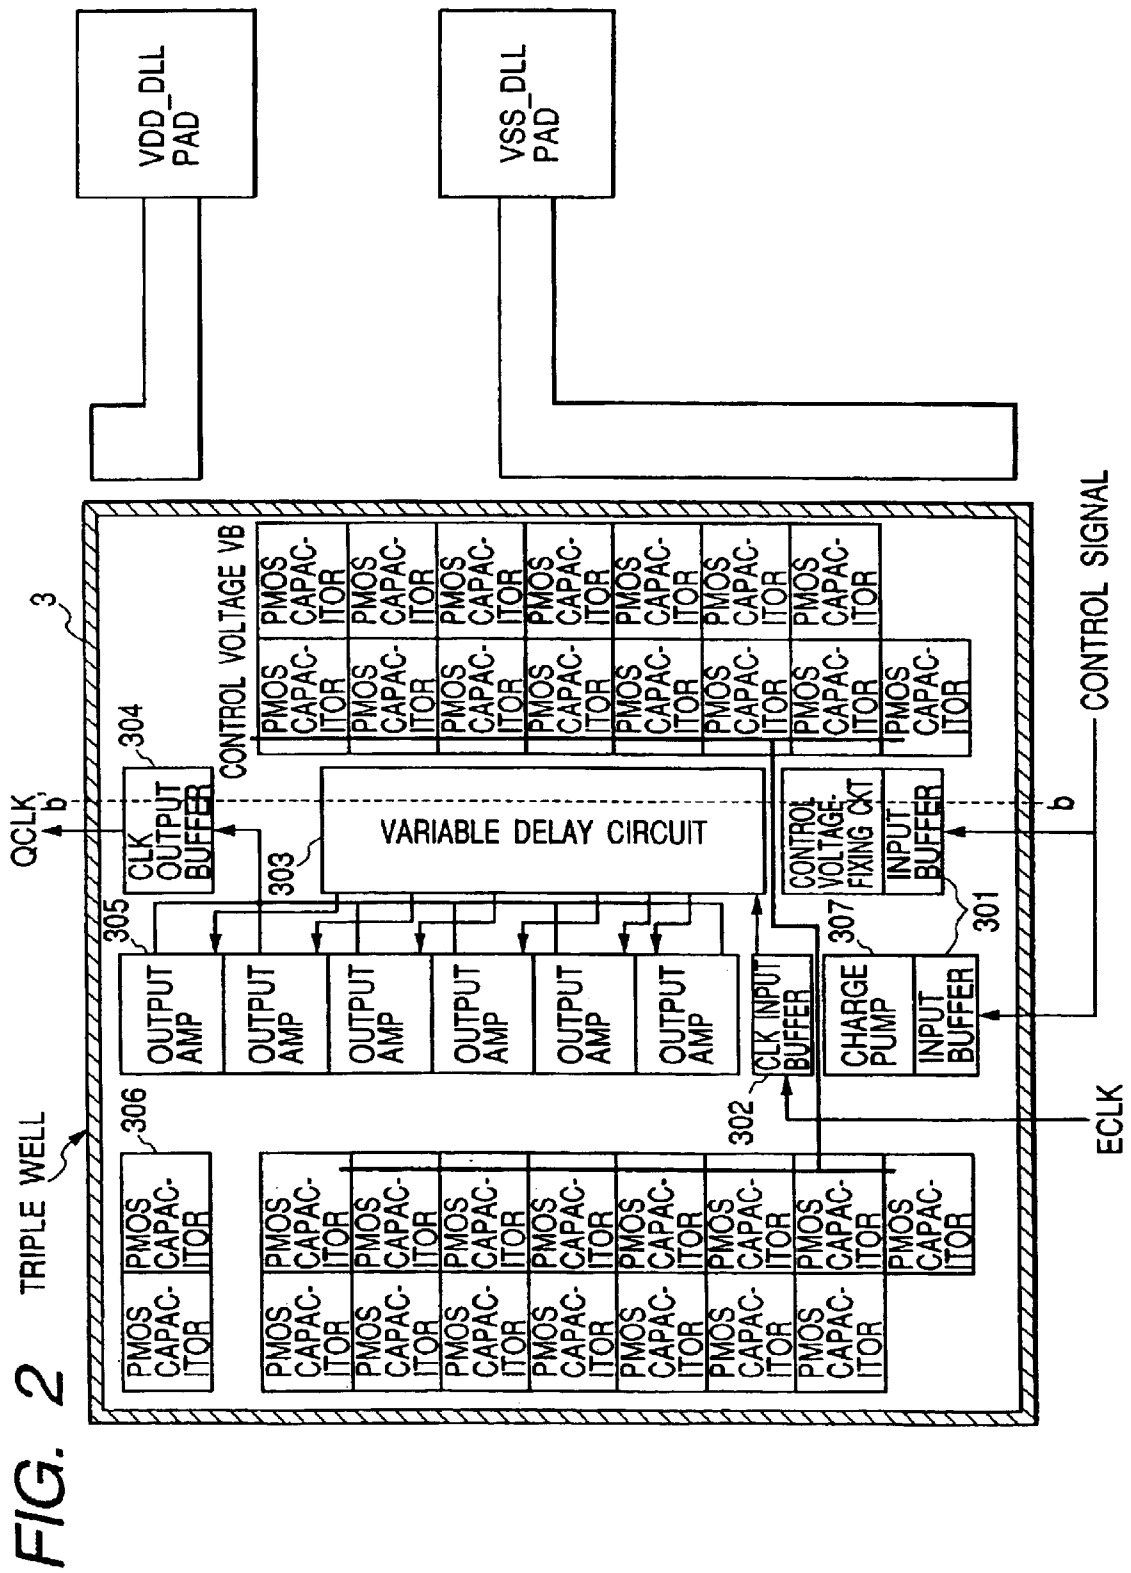 FIG. 2
TRIPLE WELL
3
QCLK
b'
VDD_DLL
PAD
VSS_DLL
PAD
306
PMOS
CAPAC-
ITOR
PMOS
CAPAC-
ITOR
PMOS
CAPAC-
ITOR
PMOS
CAPAC-
ITOR
PMOS
CAPAC-
ITOR
PMOS
CAPAC-
ITOR
PMOS
CAPAC-
ITOR
PMOS
CAPAC-
ITOR
PMOS
CAPAC-
ITOR
PMOS
CAPAC-
ITOR
PMOS
CAPAC-
ITOR
PMOS
CAPAC-
ITOR
PMOS
CAPAC-
ITOR
PMOS
CAPAC-
ITOR
PMOS
CAPAC-
ITOR
PMOS
CAPAC-
ITOR
PMOS
CAPAC-
ITOR
305
OUTPUT
AMP
OUTPUT
AMP
OUTPUT
AMP
OUTPUT
AMP
OUTPUT
AMP
OUTPUT
AMP
302
CLK INPUT
BUFFER
307
CHARGE
PUMP
INPUT
BUFFER
301
304
CLK
OUTPUT
BUFFER
303
VARIABLE DELAY CIRCUIT
CONTROL
VOLTAGE-
FIXING CKT
INPUT
BUFFER
CONTROL VOLTAGE VB
PMOS
CAPAC-
ITOR
PMOS
CAPAC-
ITOR
PMOS
CAPAC-
ITOR
PMOS
CAPAC-
ITOR
PMOS
CAPAC-
ITOR
PMOS
CAPAC-
ITOR
PMOS
CAPAC-
ITOR
PMOS
CAPAC-
ITOR
PMOS
CAPAC-
ITOR
PMOS
CAPAC-
ITOR
PMOS
CAPAC-
ITOR
PMOS
CAPAC-
ITOR
PMOS
CAPAC-
ITOR
PMOS
CAPAC-
ITOR
PMOS
CAPAC-
ITOR
b
ECLK
CONTROL SIGNAL